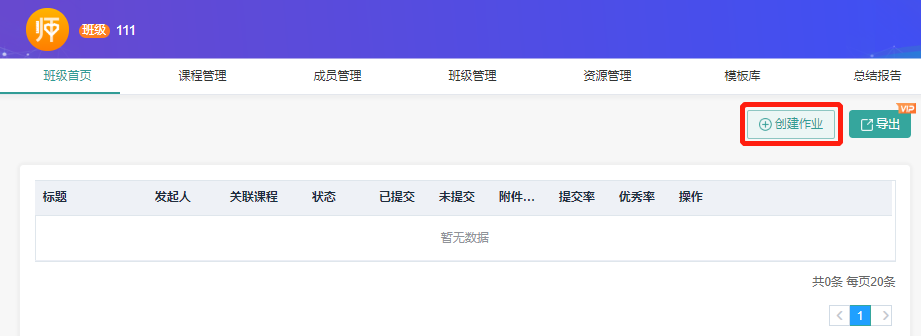 师 班级 111
班级首页 课程管理 成员管理 班级管理 资源管理 模板库 总结报告
创建作业 导出 VIP
标题 发起人 关联课程 状态 已提交 未提交 附件... 提交率 优秀率 操作
暂无数据
共0条 每页20条
1